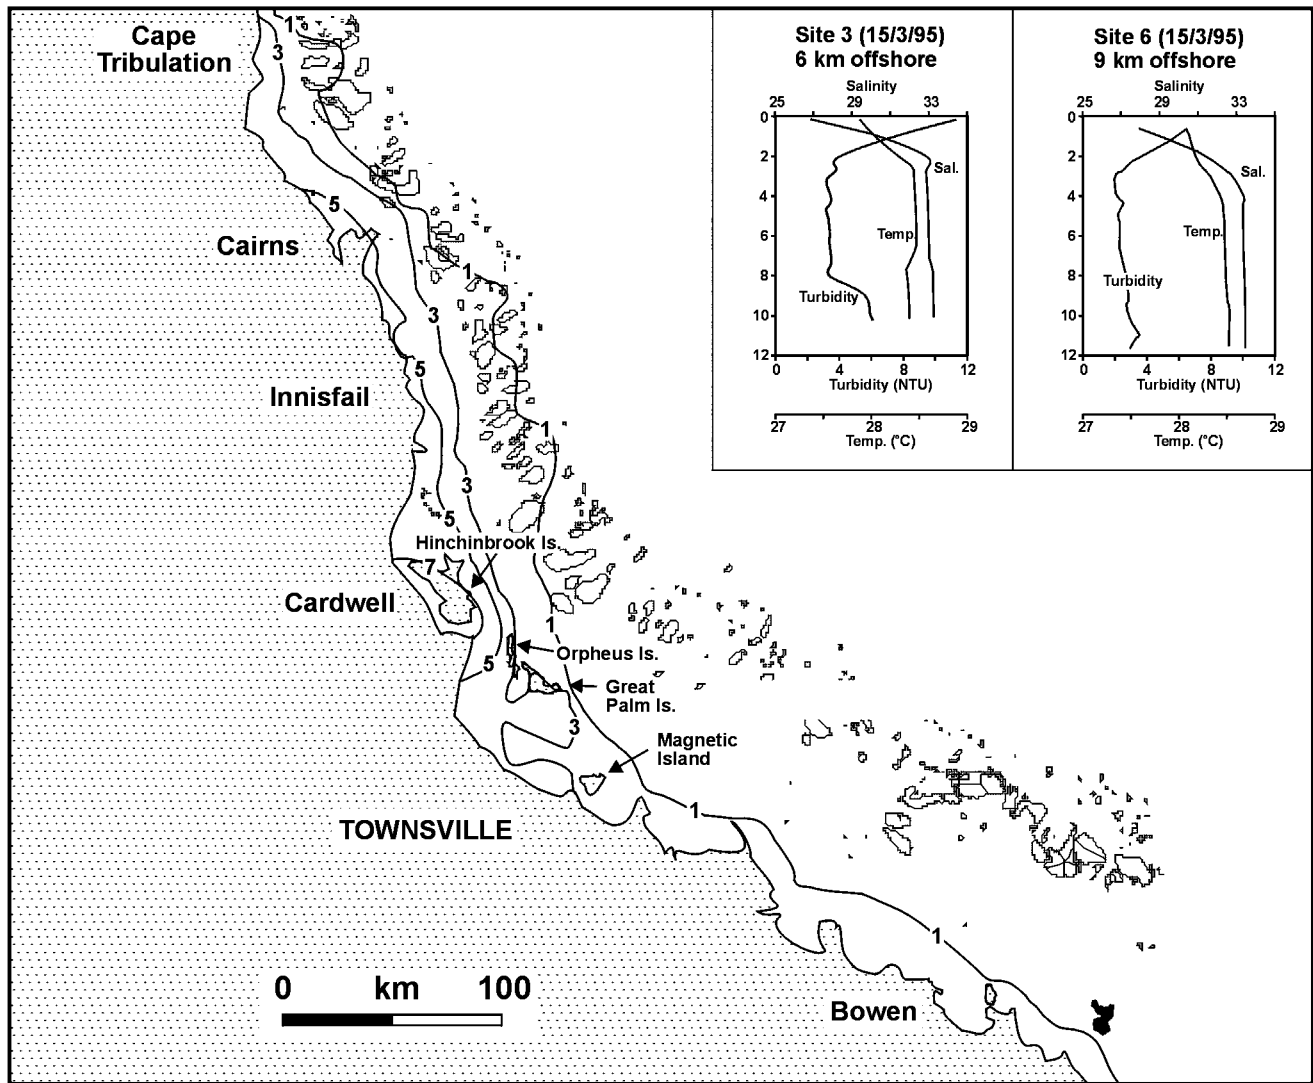 Cape
Tribulation
1
3
5
Cairns
1
3
5
Innisfail
1
3
5
Hinchinbrook Is.
7
Cardwell
1
Orpheus Is.
5
Great
Palm Is.
3
Magnetic
Island
1
TOWNSVILLE
1
0 km 100
Bowen
Site 3 (15/3/95)
6 km offshore
Salinity
25 29 33
0
2
Sal.
4
6
Temp.
8
Turbidity
10
12
0 4 8 12
Turbidity (NTU)
27 28 29
Temp. (°C)
Site 6 (15/3/95)
9 km offshore
Salinity
25 29 33
0
2
Sal.
4
6
Temp.
8
Turbidity
10
12
0 4 8 12
Turbidity (NTU)
27 28 29
Temp. (°C)